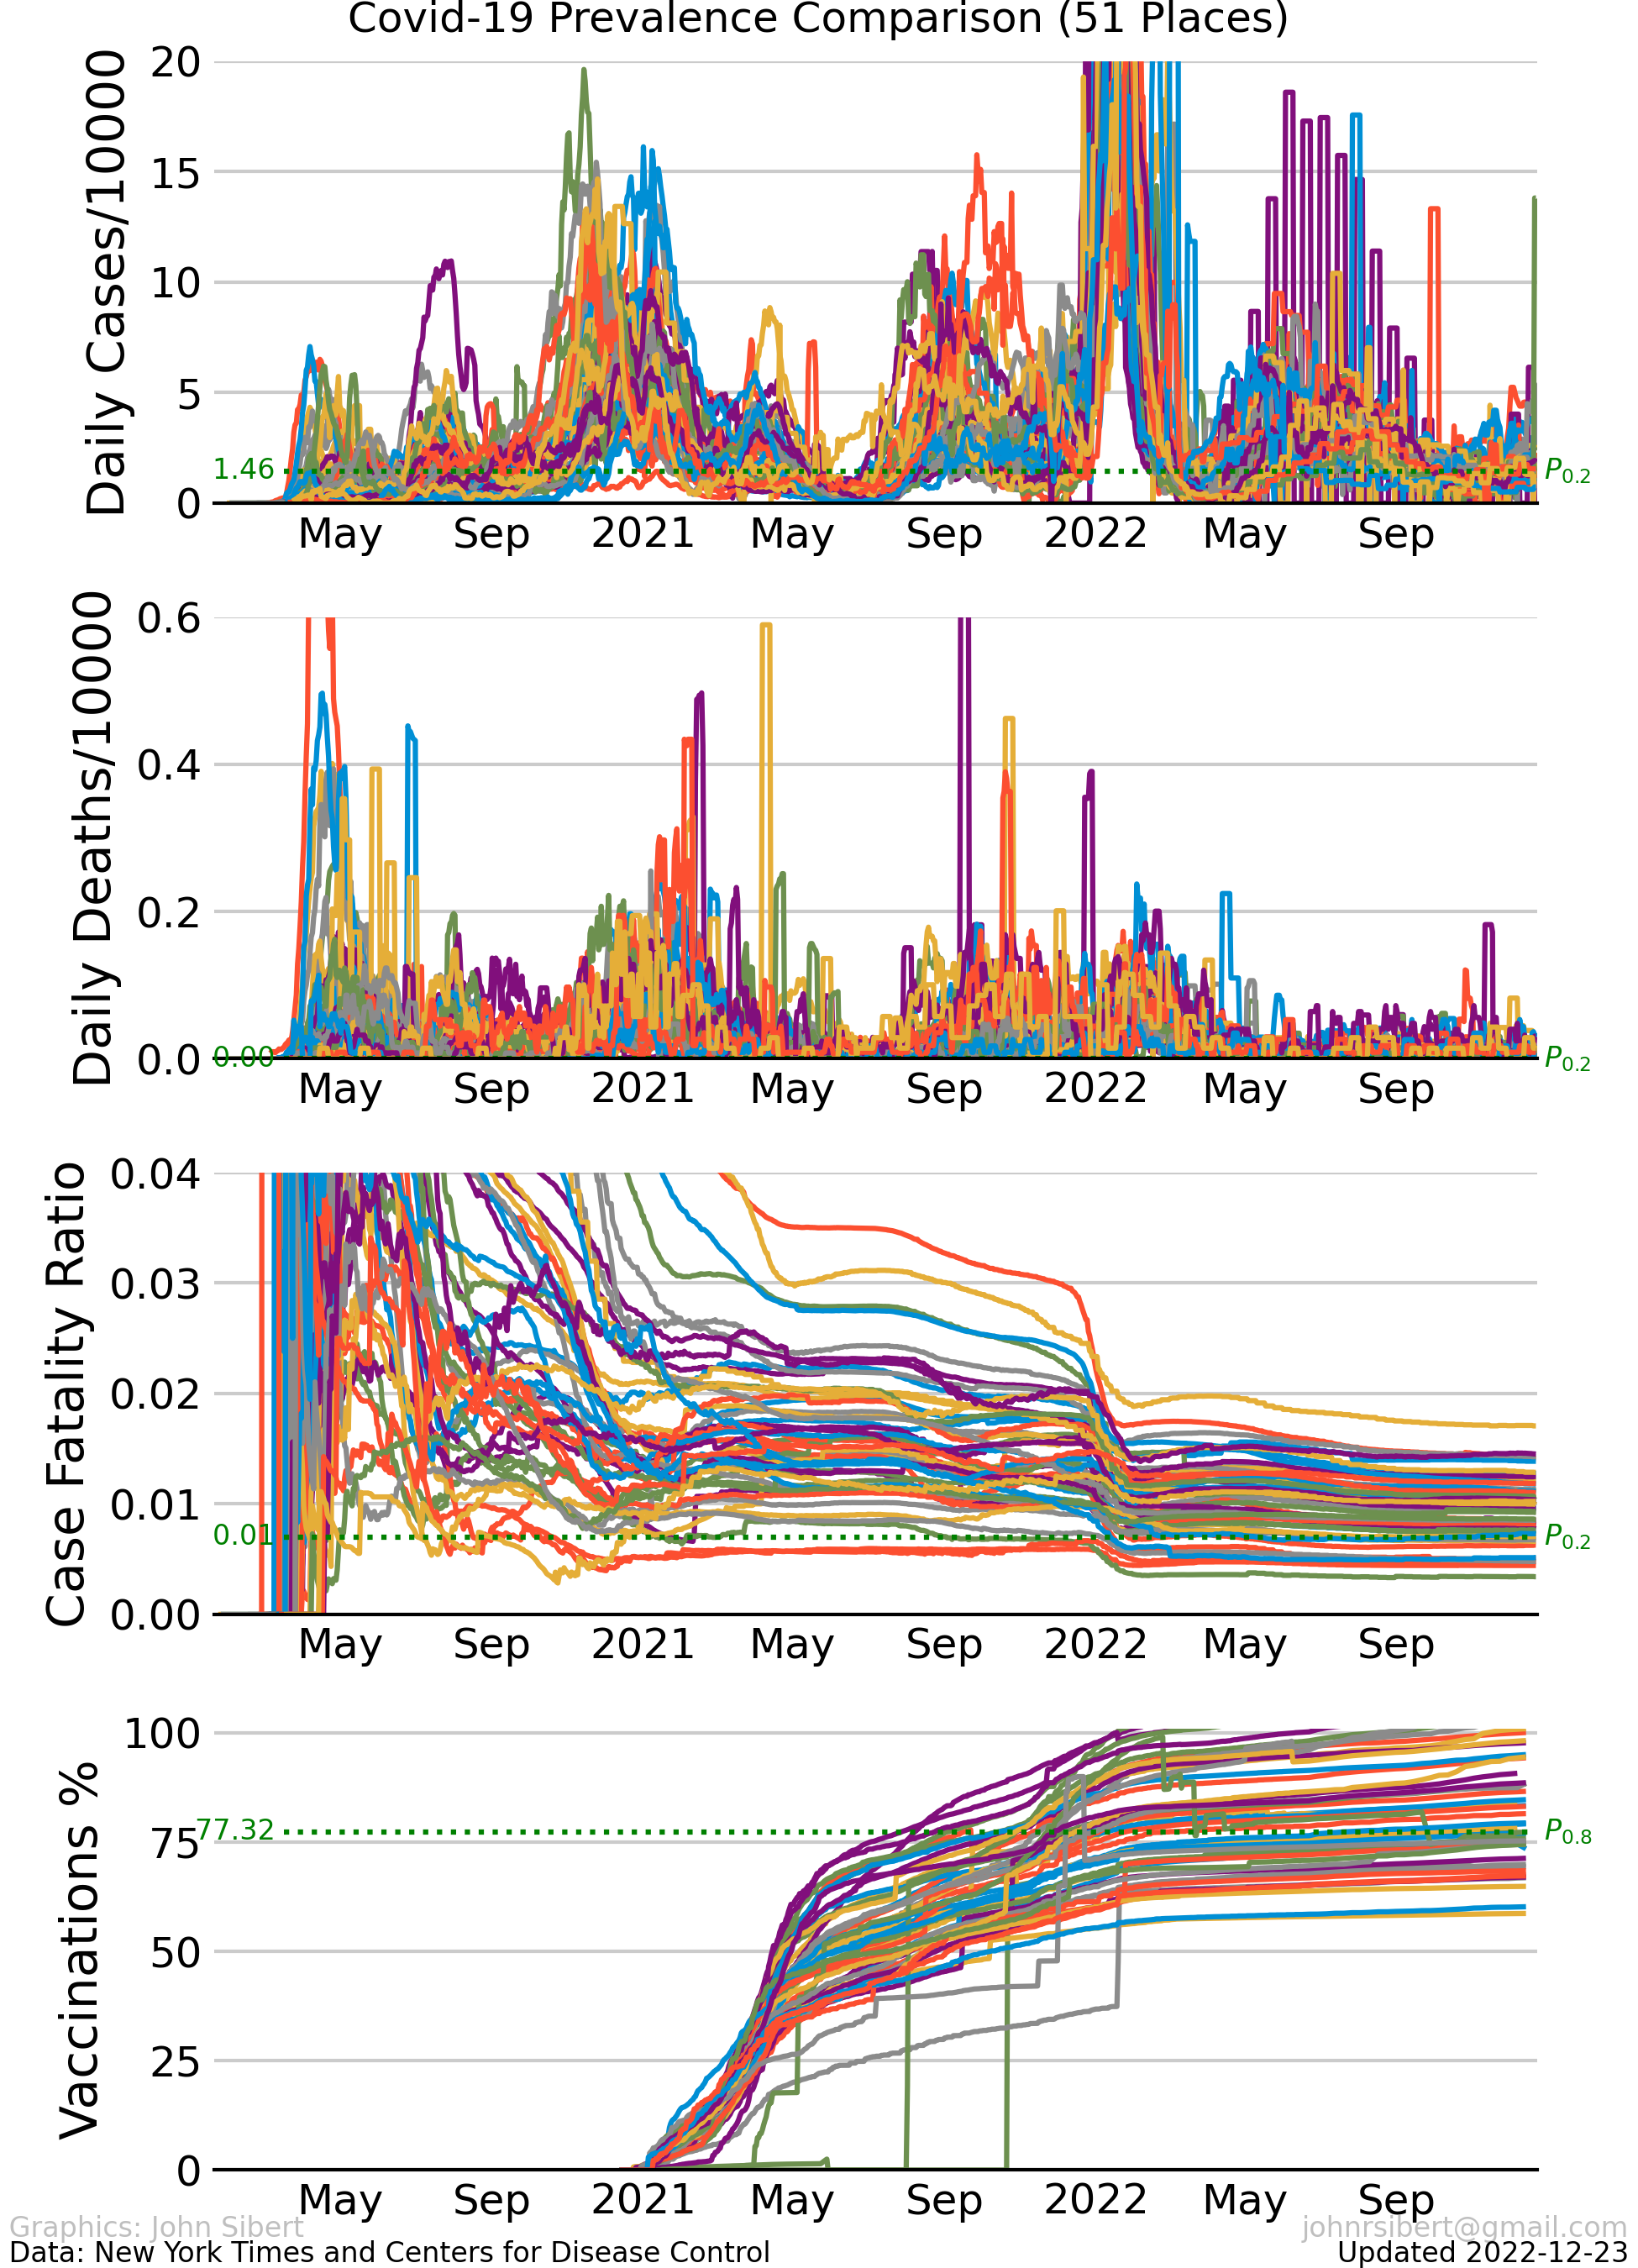 Covid-19 Prevalence Comparison (51 Places)
Daily Cases/10000
20
15
10
5
0
1.46
P0.2
May Sep 2021 May Sep 2022 May Sep
Daily Deaths/10000
0.6
0.4
0.2
0.0
0.00
P0.2
May Sep 2021 May Sep 2022 May Sep
Case Fatality Ratio
0.04
0.03
0.02
0.01
0.00
0.01
P0.2
May Sep 2021 May Sep 2022 May Sep
Vaccinations %
100
75
50
25
0
77.32
P0.8
May Sep 2021 May Sep 2022 May Sep
Graphics: John Sibert
johnrsibert@gmail.com
Data: New York Times and Centers for Disease Control
Updated 2022-12-23